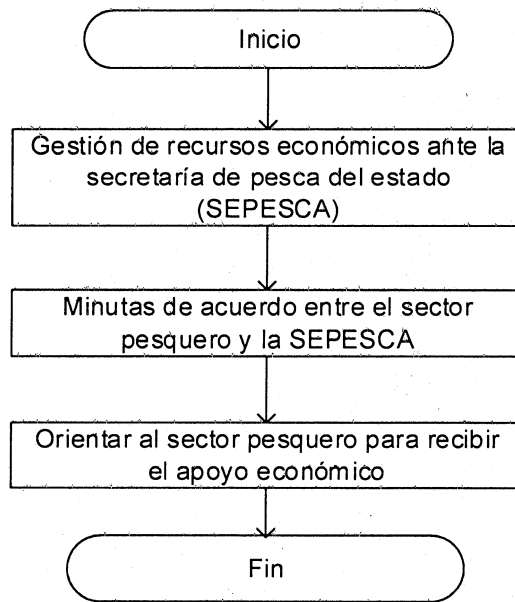 Inicio
Gestión de recursos económicos ante la
secretaría de pesca del estado
(SEPESCA)
Minutas de acuerdo entre el sector
pesquero y la SEPESCA
Orientar al sector pesquero para recibir
el apoyo económico
Fin